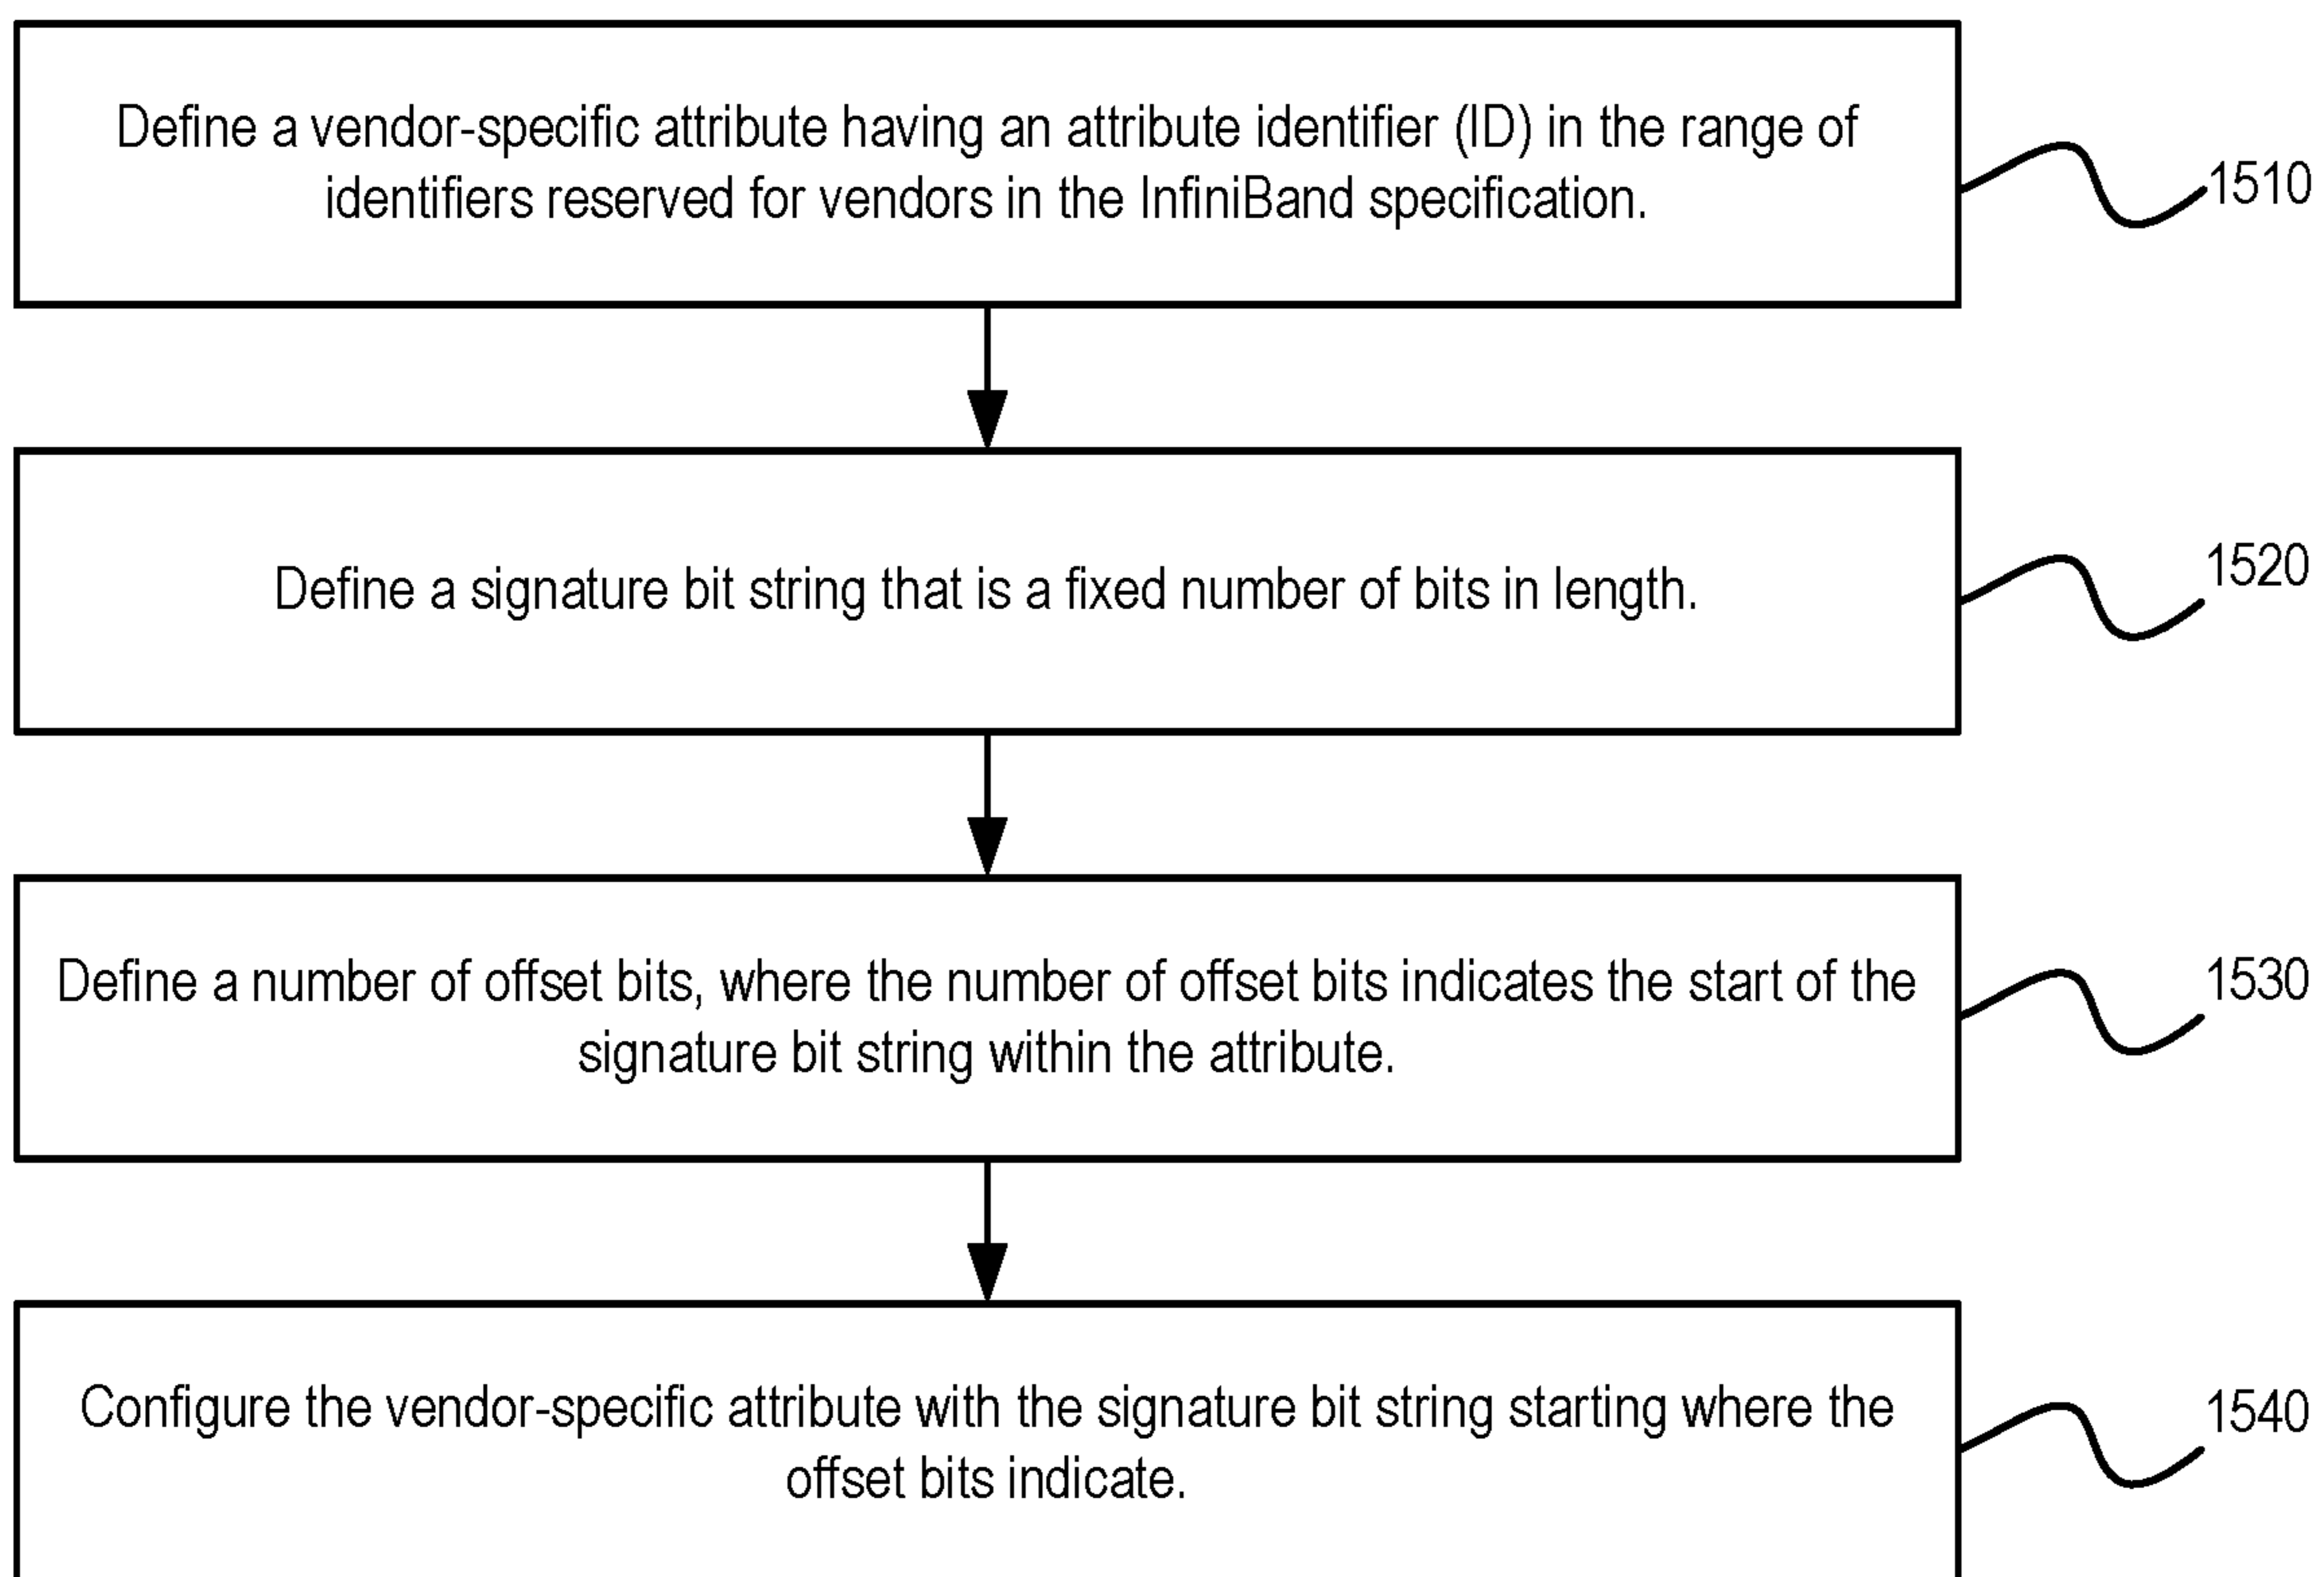 Define a vendor-specific attribute having an attribute identifier (ID) in the range of
identifiers reserved for vendors in the InfiniBand specification.
1510
Define a signature bit string that is a fixed number of bits in length.
1520
Define a number of offset bits, where the number of offset bits indicates the start of the
signature bit string within the attribute.
1530
Configure the vendor-specific attribute with the signature bit string starting where the
offset bits indicate.
1540